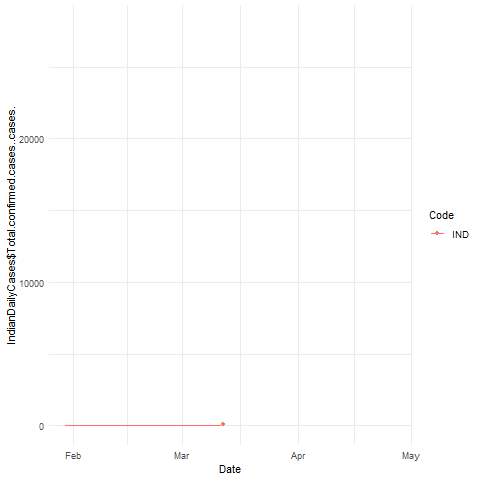 IndianDailyCases$Total.confirmed.cases..cases.
20000
10000
0
Feb
Mar
Apr
May
Date
Code
IND